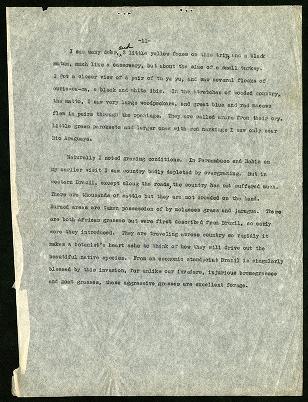 -11-
I saw many emus, and 2 little yellow foxes on this trip, and a black
mutum, much like a cassowary, but about the size of a small turkey.
I got a closer view of a pair of tu yu yu, and saw several flocks of
curicaca, a black and white ibis. In the stretches of wooded country,
the matto, I saw very large woodpeckers, and great blue and red macaws
flew in pairs through the openings. They are called arara from their cry.
Little green parokeets and larger ones with red markings I saw only near
Rio Araguaya.
Naturally I noted grazing conditions. In Pernambuco and Bahia on
my earlier visit I saw country badly depleted by overgrazing. But in
western Brazil, except along the roads, the country has not suffered much.
There are thousands of cattle but they are not crowded on the land.
Burned areas are taken possession of by molasses grass and jaragua. These
are both African grasses but were first described from Brazil, so early
were they introduced. They are traveling across country so rapidly it
makes a botanist's heart ache to think of how they will drive out the
beautiful native species. From an economic standpoint Brazil is singularly
blessed by this invasion, for unlike our invaders, injurious bromegrasses
and goat grasses, these aggressive grasses are excellent forage.